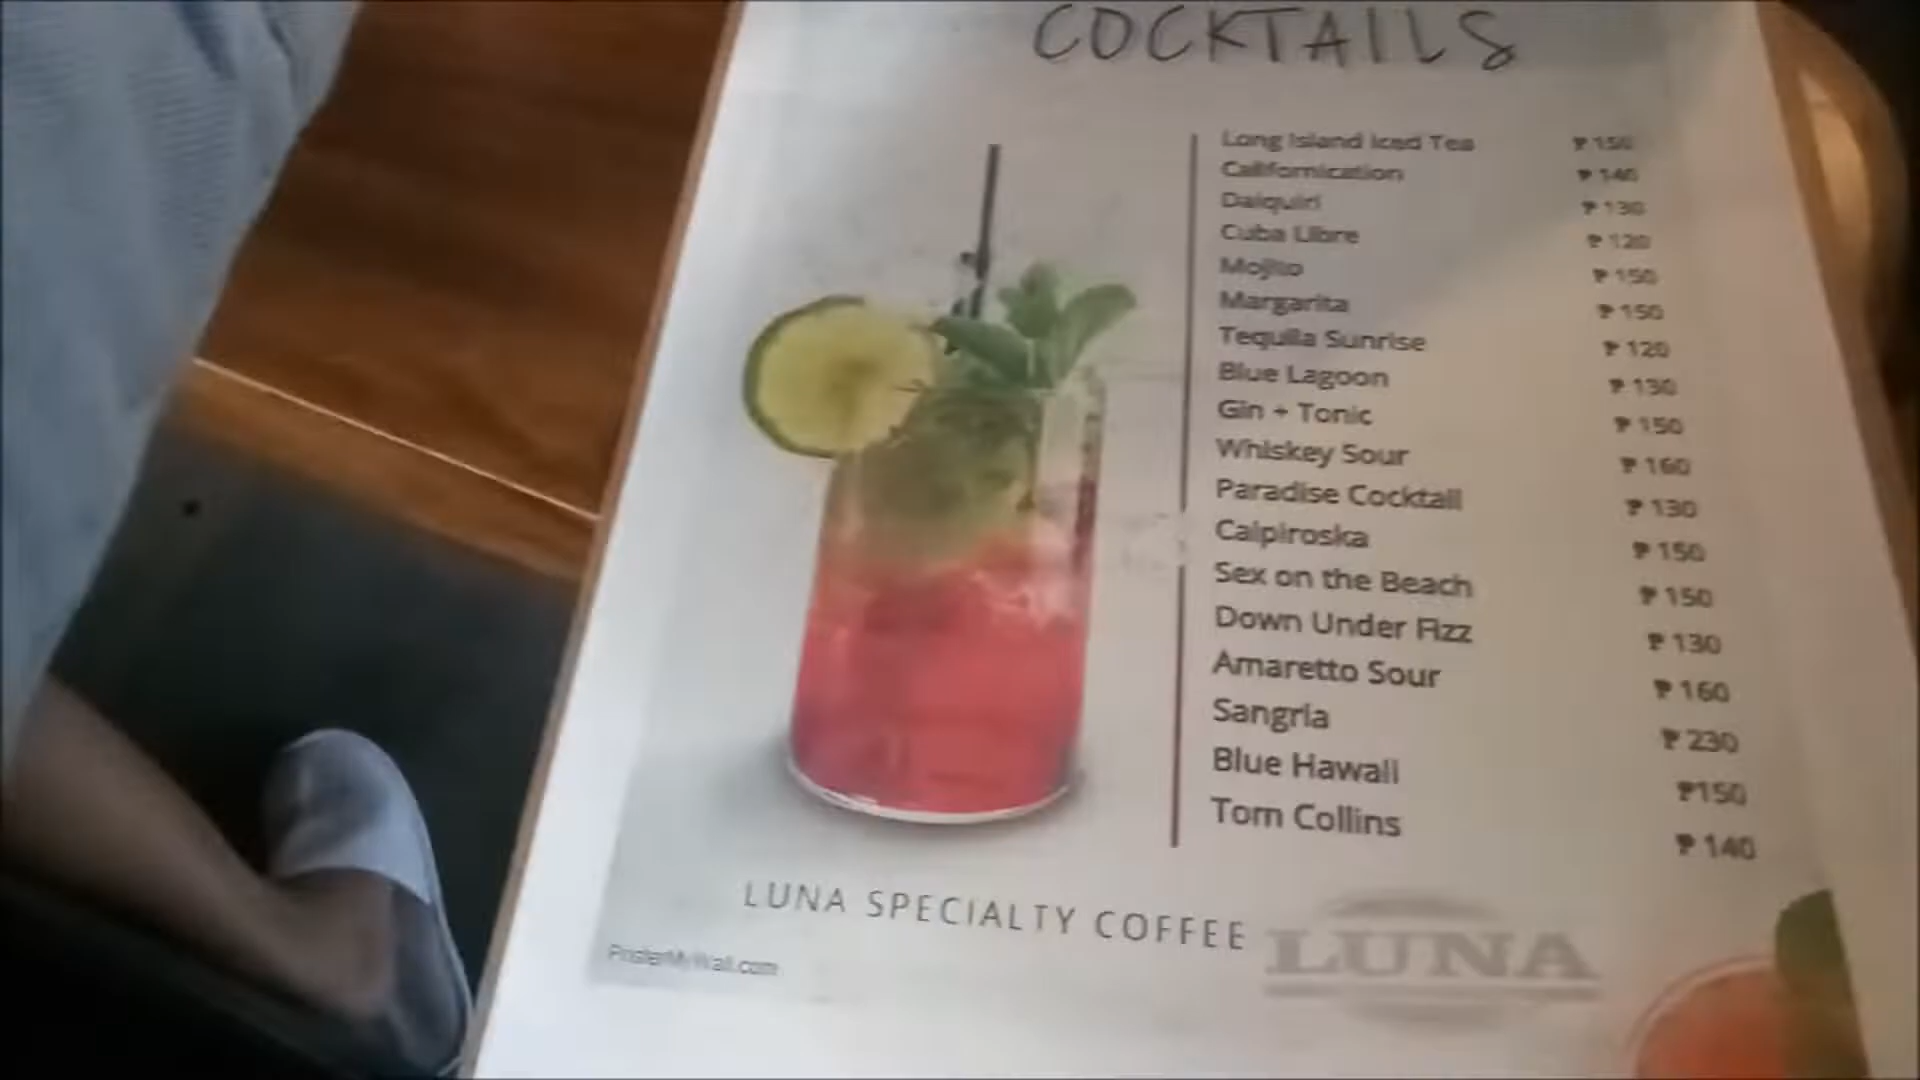 COCKTAILS
Long Island Iced Tea ₱ 150
Californication ₱ 140
Daiquiri ₱ 130
Cuba Libre ₱ 120
Mojito ₱ 150
Margarita ₱ 150
Tequila Sunrise ₱ 120
Blue Lagoon ₱ 130
Gin + Tonic ₱ 150
Whiskey Sour ₱ 160
Paradise Cocktail ₱ 130
Caipiroska ₱ 150
Sex on the Beach ₱ 150
Down Under Fizz ₱ 130
Amaretto Sour ₱ 160
Sangria ₱ 230
Blue Hawaii ₱150
Tom Collins ₱ 140
LUNA SPECIALTY COFFEE
LUNA
PosterMyWall.com